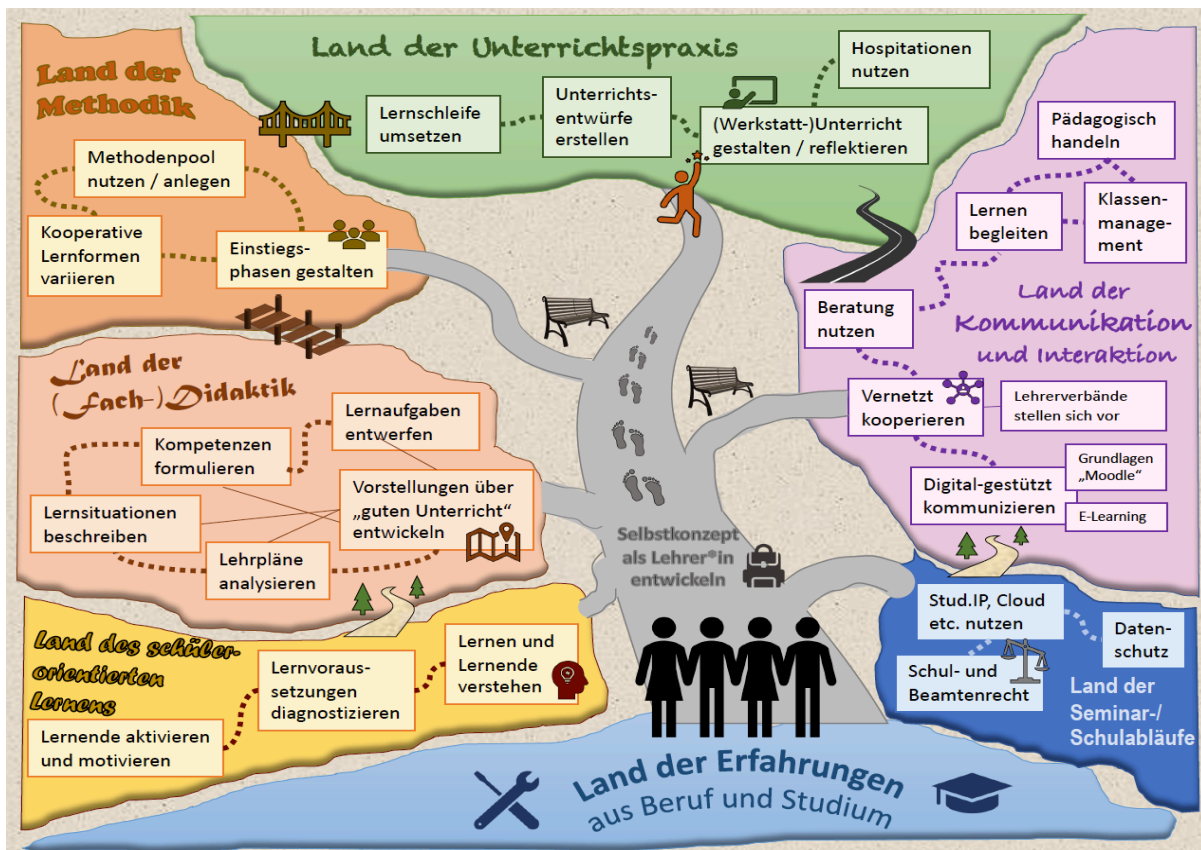 Land der Unterrichtspraxis
Hospitationen
nutzen
Unterrichts-
entwürfe
erstellen
Lernschleife
umsetzen
(Werkstatt-)Unterricht
gestalten / reflektieren
Land der
Methodik
Methodenpool
nutzen / anlegen
Kooperative
Lernformen
variieren
Einstiegs-
phasen gestalten
Pädagogisch
handeln
Lernen
begleiten
Klassen-
manage-
ment
Beratung
nutzen
Land der
Kommunikation
und Interaktion
Vernetzt
kooperieren
Lehrerverbände
stellen sich vor
Digital-gestützt
kommunizieren
Grundlagen
„Moodle“
E-Learning
Land der
(Fach-)Didaktik
Lernaufgaben
entwerfen
Kompetenzen
formulieren
Vorstellungen über
„guten Unterricht“
entwickeln
Lernsituationen
beschreiben
Lehrpläne
analysieren
Selbstkonzept
als Lehrer*in
entwickeln
Land des schüler-
orientierten
Lernens
Lernen und
Lernende
verstehen
Lernvoraus-
setzungen
diagnostizieren
Lernende aktivieren
und motivieren
Stud.IP, Cloud
etc. nutzen
Daten-
schutz
Schul- und
Beamtenrecht
Land der
Seminar-/
Schulabläufe
Land der Erfahrungen
aus Beruf und Studium